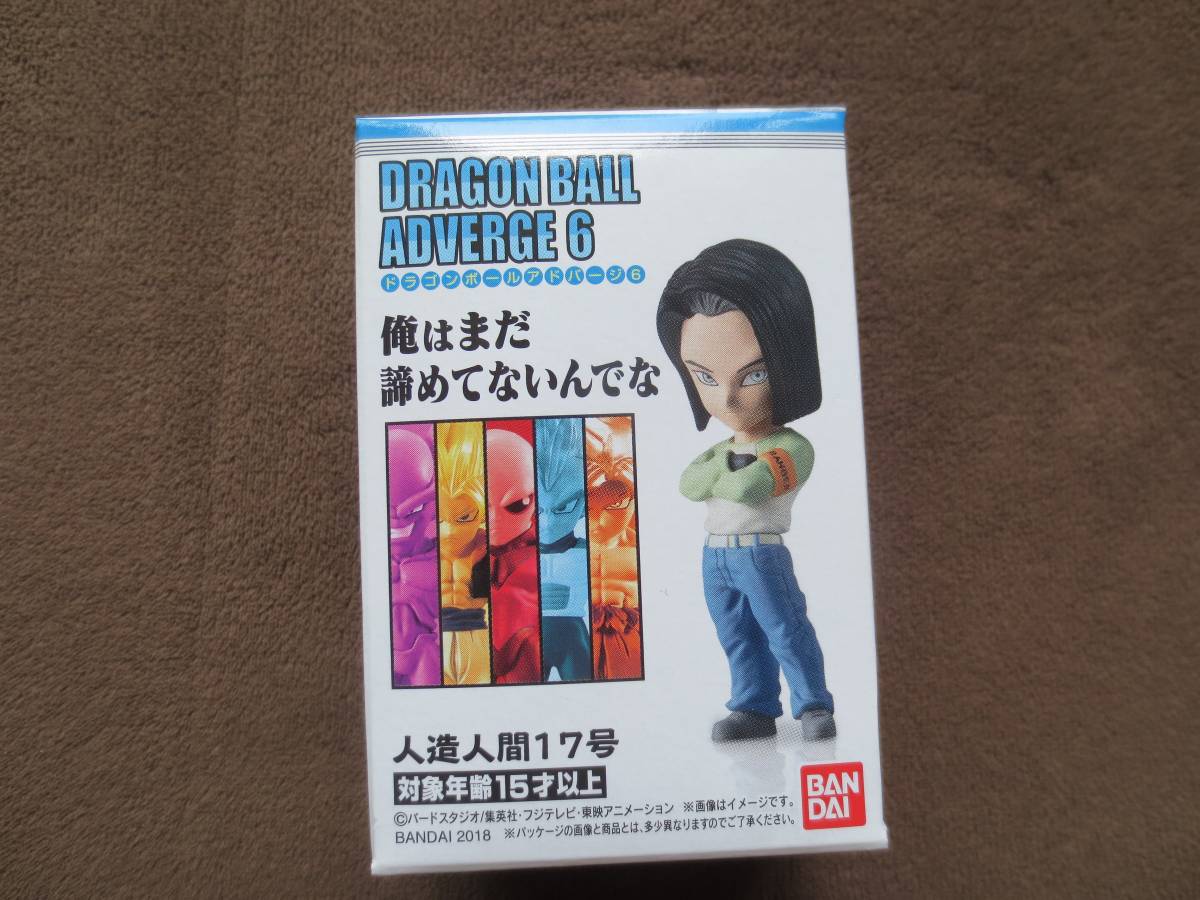 DRAGON BALL
ADVERGE 6
ドラゴンボールアドバージ6
俺はまだ
諦めてないんでな
RANGER
人造人間17号
対象年齢15才以上
©バードスタジオ/集英社・フジテレビ・東映アニメーション ※画像はイメージです。
BANDAI 2018 ※パッケージの画像と商品とは、多少異なりますのでご了承ください。
BAN
DAI